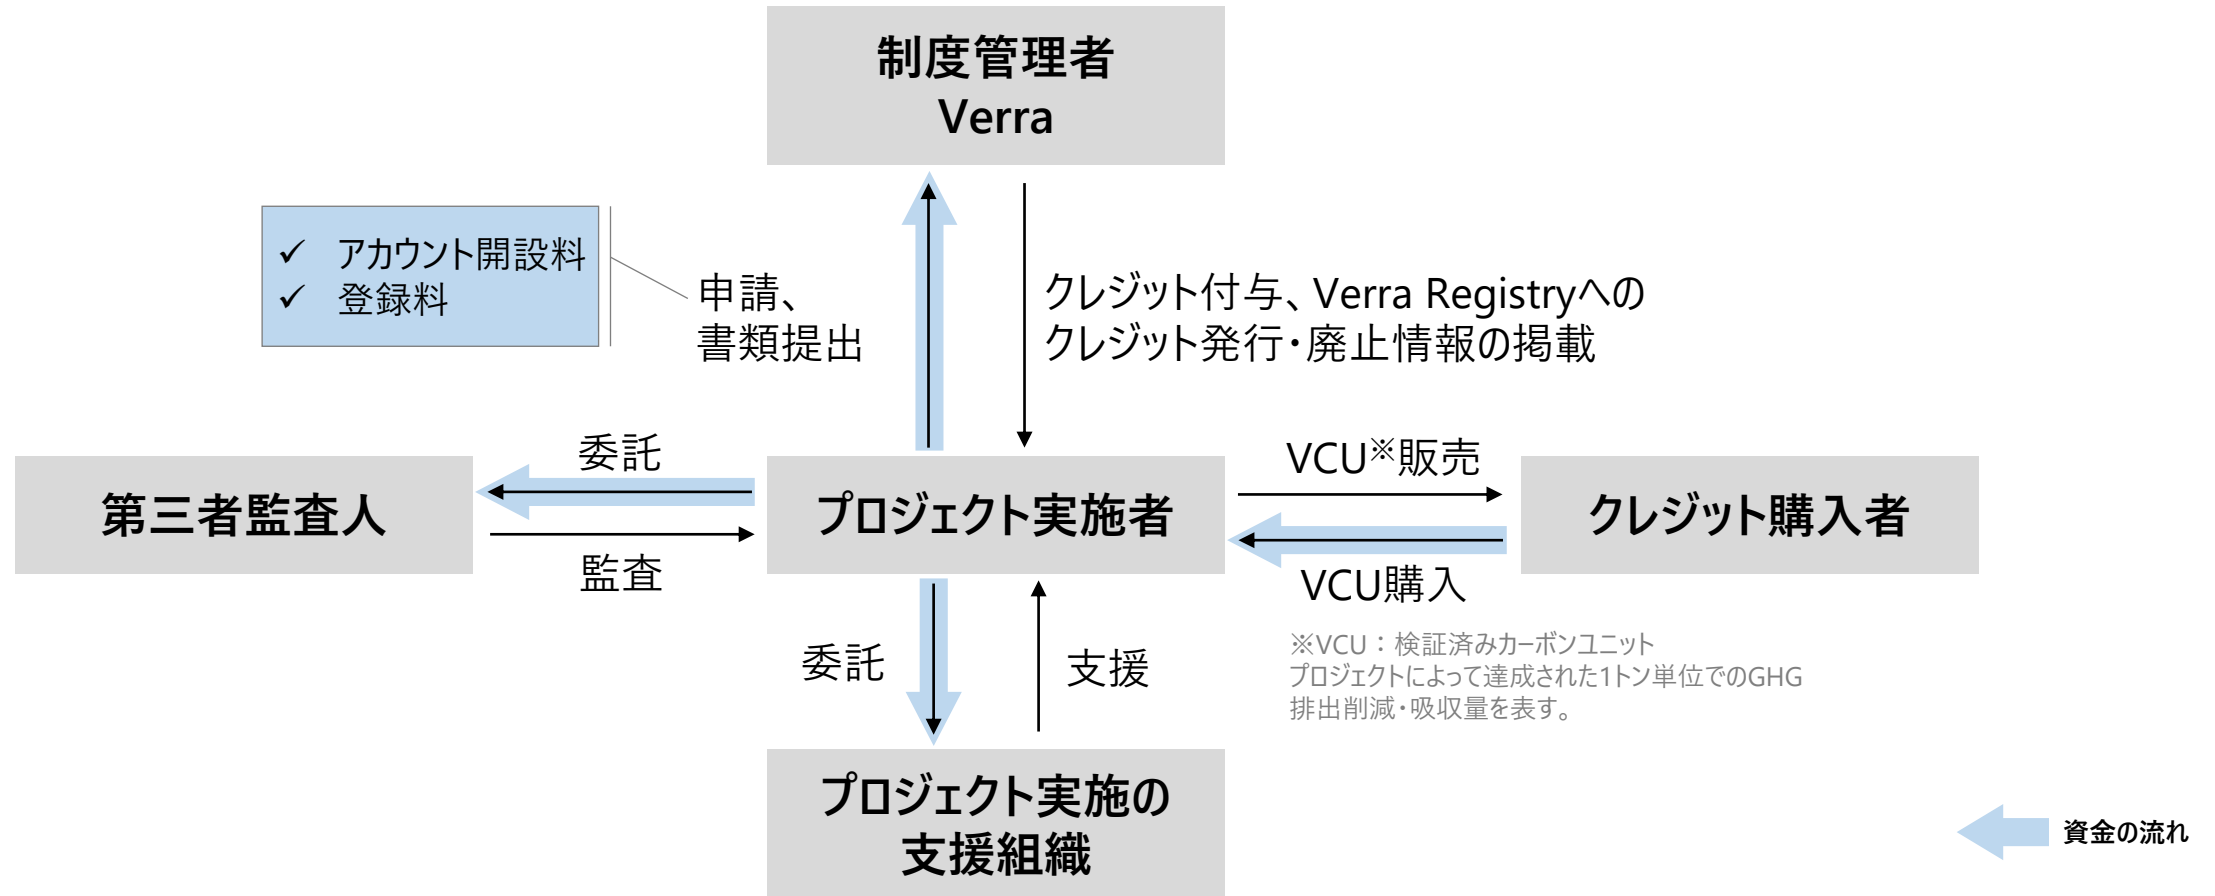 制度管理者
Verra
✓ アカウント開設料
✓ 登録料
申請、
書類提出
クレジット付与、Verra Registryへの
クレジット発行・廃止情報の掲載
委託
第三者監査人
監査
プロジェクト実施者
VCU※販売
クレジット購入者
VCU購入
※VCU：検証済みカーボンユニット
プロジェクトによって達成された1トン単位でのGHG
排出削減・吸収量を表す。
委託
支援
プロジェクト実施の
支援組織
資金の流れ